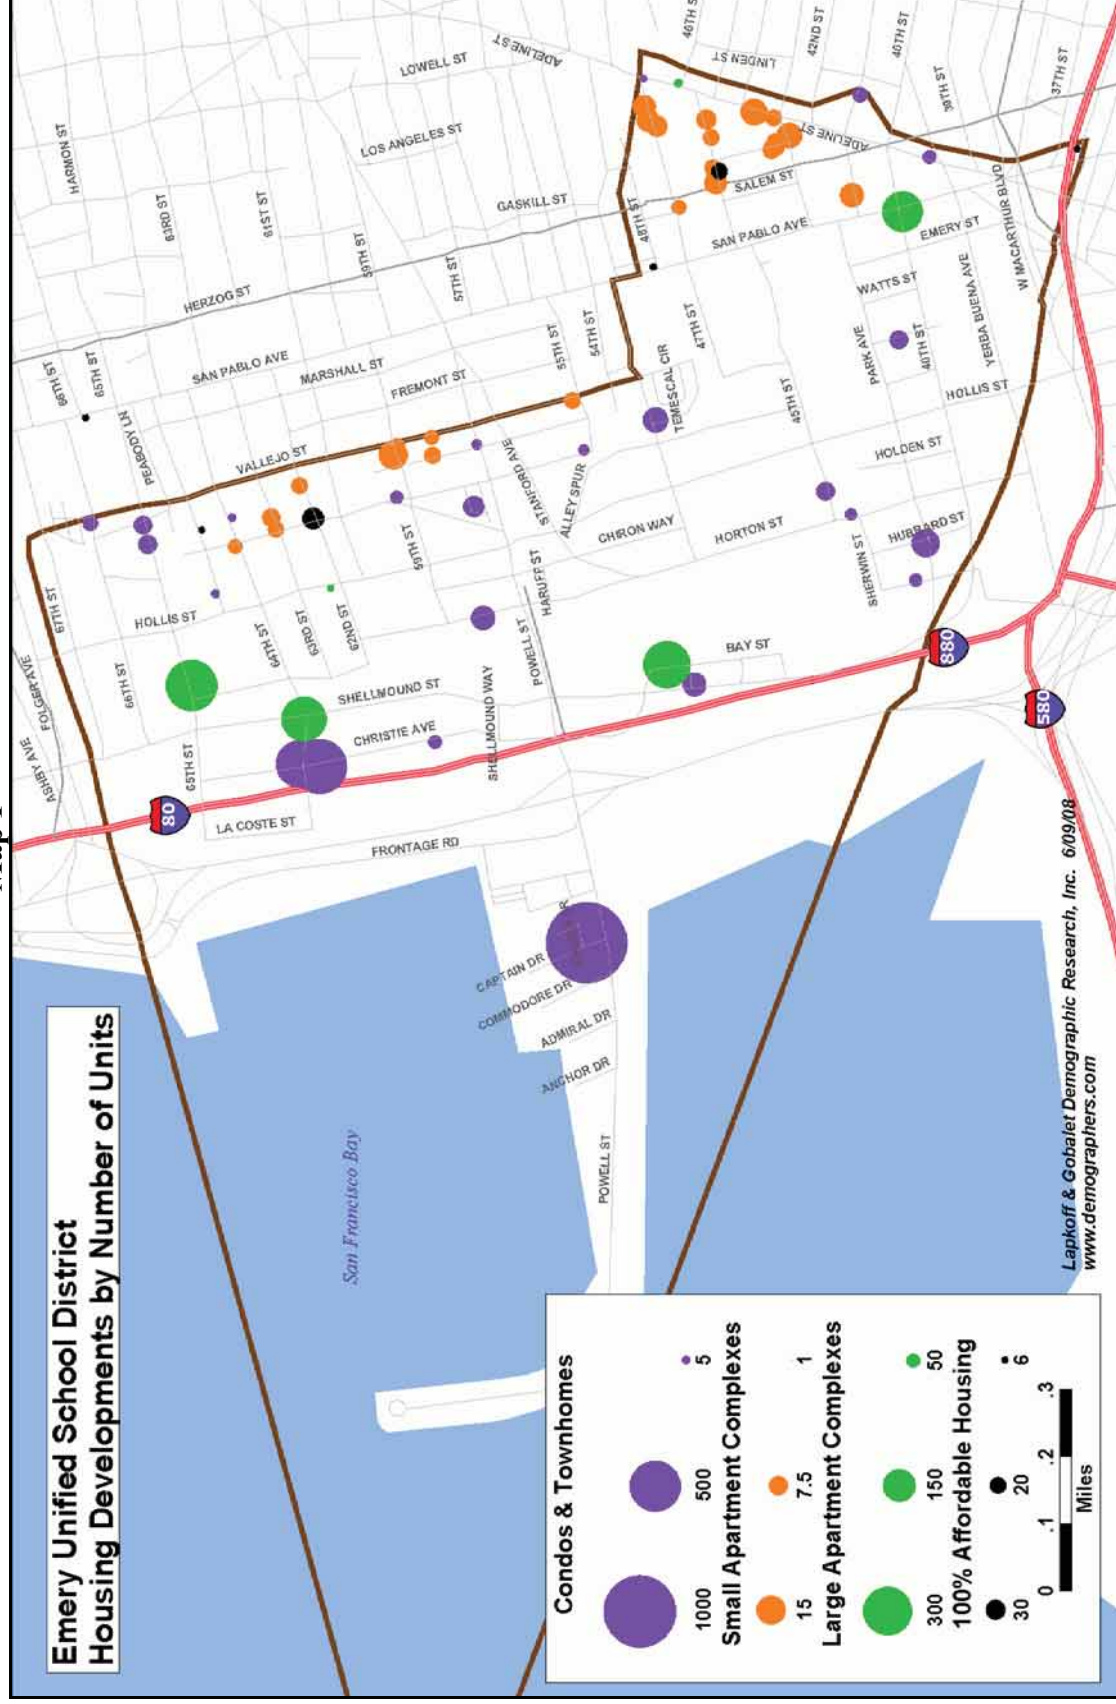 Emery Unified School District
Housing Developments by Number of Units
San Francisco Bay
ASHBY AVE
FOLGER AVE
67TH ST
66TH ST
65TH ST
HOLLIS ST
64TH ST
63RD ST
62ND ST
SHELLMOUND ST
CHRISTIE AVE
LA COSTE ST
FRONTAGE RD
SHELLMOUND WAY
POWELL ST
HARUFF ST
59TH ST
STANFORD AVE
ALLEY SPUR
CHIRON WAY
HORTON ST
BAY ST
SHERWIN ST
HUBBARD ST
HOLDEN ST
HOLLIS ST
45TH ST
PARK AVE
40TH ST
YERBA BUENA AVE
WATTS ST
EMERY ST
W MACARTHUR BLVD
SAN PABLO AVE
SALEM ST
ADELINE ST
47TH ST
48TH ST
TEMESCAL CIR
54TH ST
55TH ST
57TH ST
59TH ST
61ST ST
63RD ST
HARMON ST
LOWELL ST
LOS ANGELES ST
GASKILL ST
ADELINE ST
LINDEN ST
42ND ST
40TH ST
39TH ST
37TH ST
HERZOG ST
SAN PABLO AVE
MARSHALL ST
FREMONT ST
VALLEJO ST
PEABODY LN
66TH ST
65TH ST
80
880
580
CAPTAIN DR
COMMODORE DR
ADMIRAL DR
ANCHOR DR
POWELL ST
Condos & Townhomes
1000 500 5
Small Apartment Complexes
15 7.5 1
Large Apartment Complexes
300 150 50
100% Affordable Housing
30 20 6
0 .1 .2 .3
Miles
Lapkoff & Gobalet Demographic Research, Inc. 6/09/08
www.demographers.com